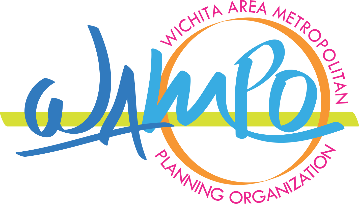 WICHITA AREA METROPOLITAN
WAMPO
PLANNING ORGANIZATION